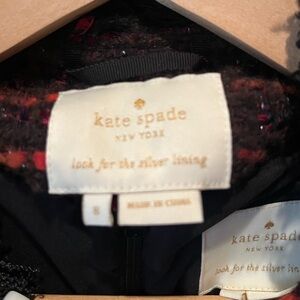 kate spade
NEW YORK
look for the silver lining
MADE IN CHINA
kate spade
NEW YORK
look for the silver lin